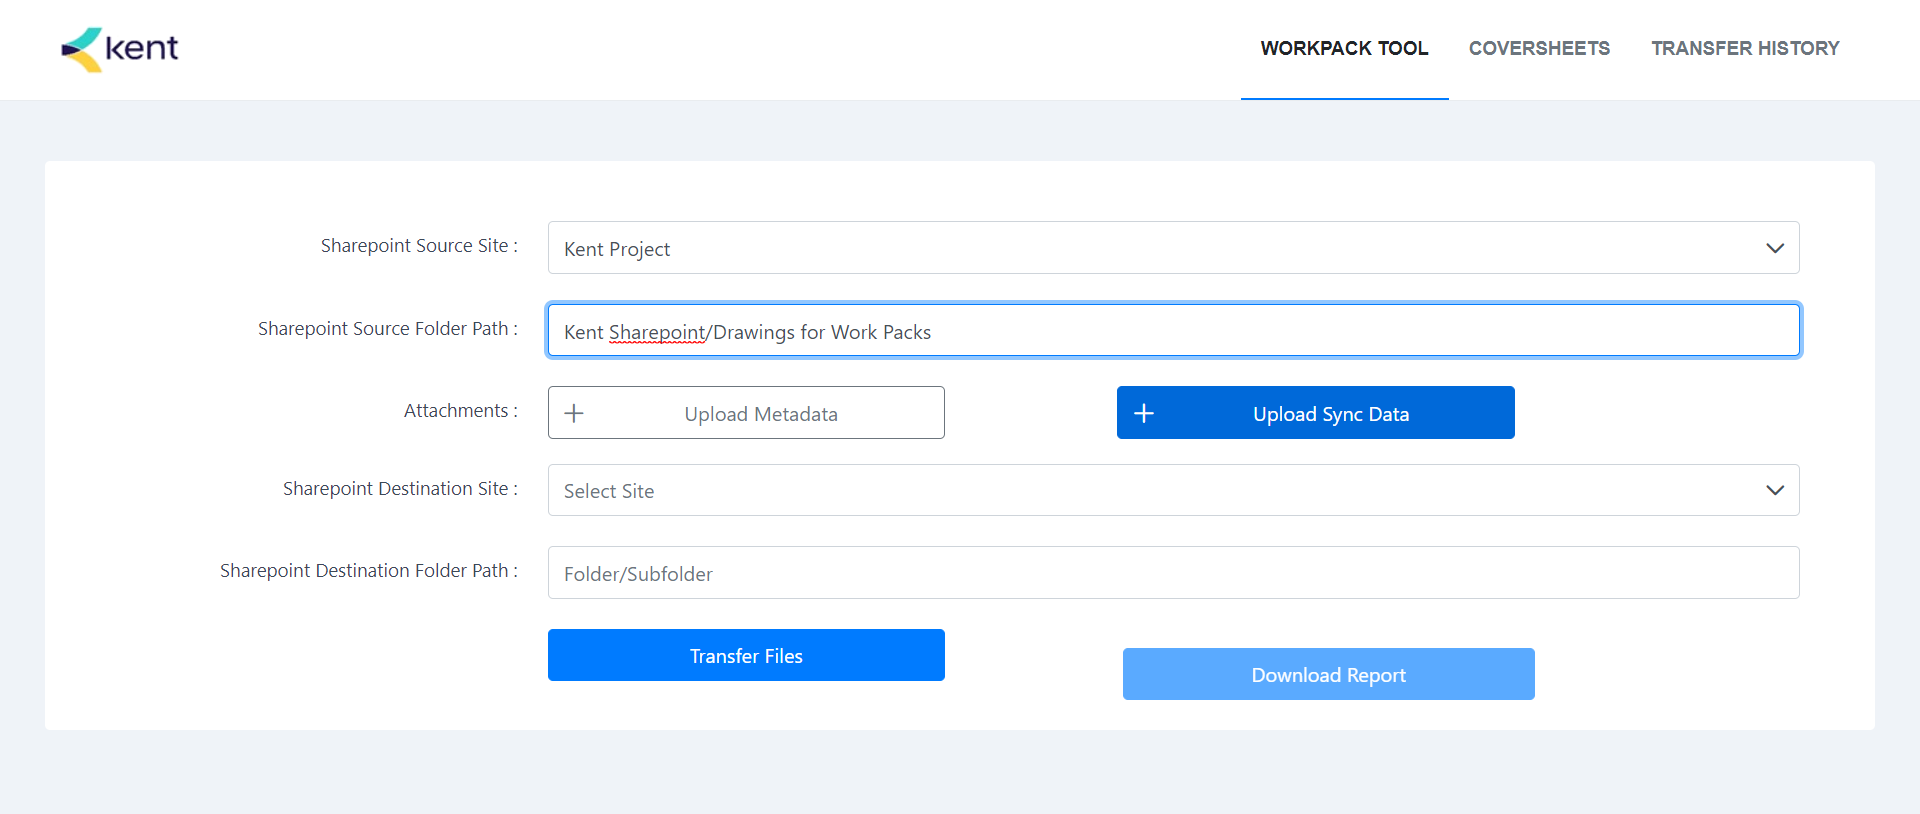 kent
WORKPACK TOOL COVERSHEETS TRANSFER HISTORY
Sharepoint Source Site : Kent Project
Sharepoint Source Folder Path : Kent Sharepoint/Drawings for Work Packs
Attachments : Upload Metadata Upload Sync Data
Sharepoint Destination Site : Select Site
Sharepoint Destination Folder Path : Folder/Subfolder
Transfer Files
Download Report